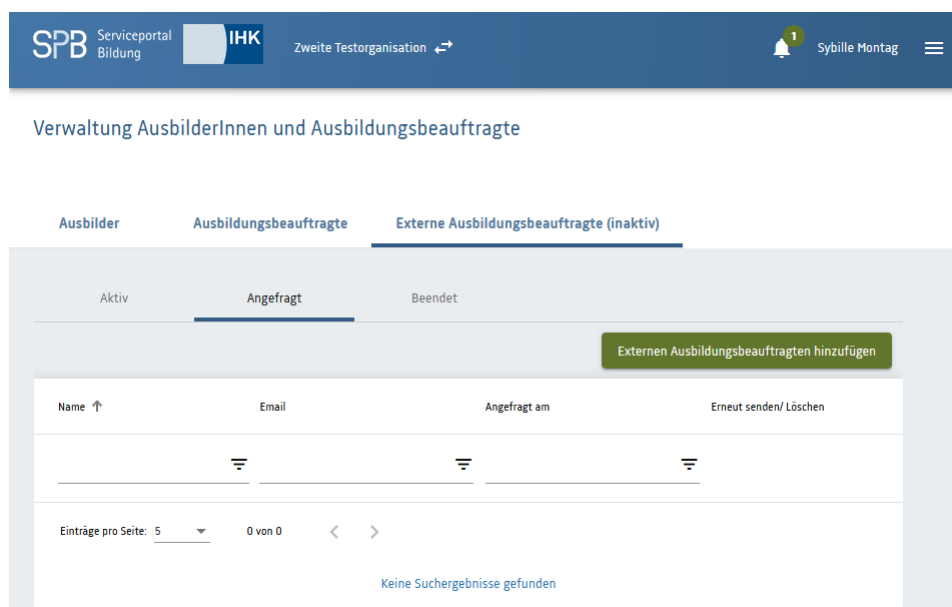 SPB Serviceportal Bildung
IHK
Zweite Testorganisation
1
Sybille Montag
Verwaltung AusbilderInnen und Ausbildungsbeauftragte
Ausbilder Ausbildungsbeauftragte Externe Ausbildungsbeauftragte (inaktiv)
Aktiv Angefragt Beendet
Externen Ausbildungsbeauftragten hinzufügen
Name Email Angefragt am Erneut senden/ Löschen
Einträge pro Seite: 5 0 von 0
Keine Suchergebnisse gefunden